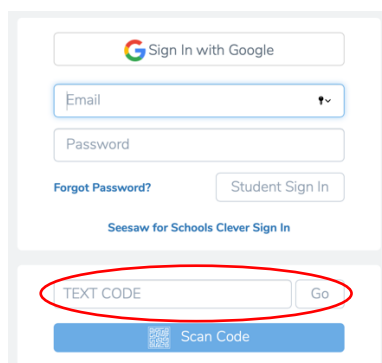 Sign In with Google
Email
Password
Forgot Password? Student Sign In
Seesaw for Schools Clever Sign In
TEXT CODE Go
Scan Code